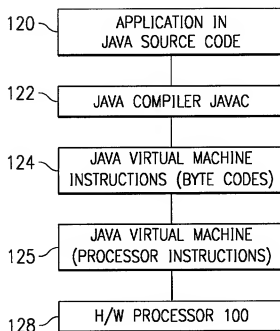 120
APPLICATION IN
JAVA SOURCE CODE
122
JAVA COMPILER JAVAC
124
JAVA VIRTUAL MACHINE
INSTRUCTIONS (BYTE CODES)
125
JAVA VIRTUAL MACHINE
(PROCESSOR INSTRUCTIONS)
128
H/W PROCESSOR 100